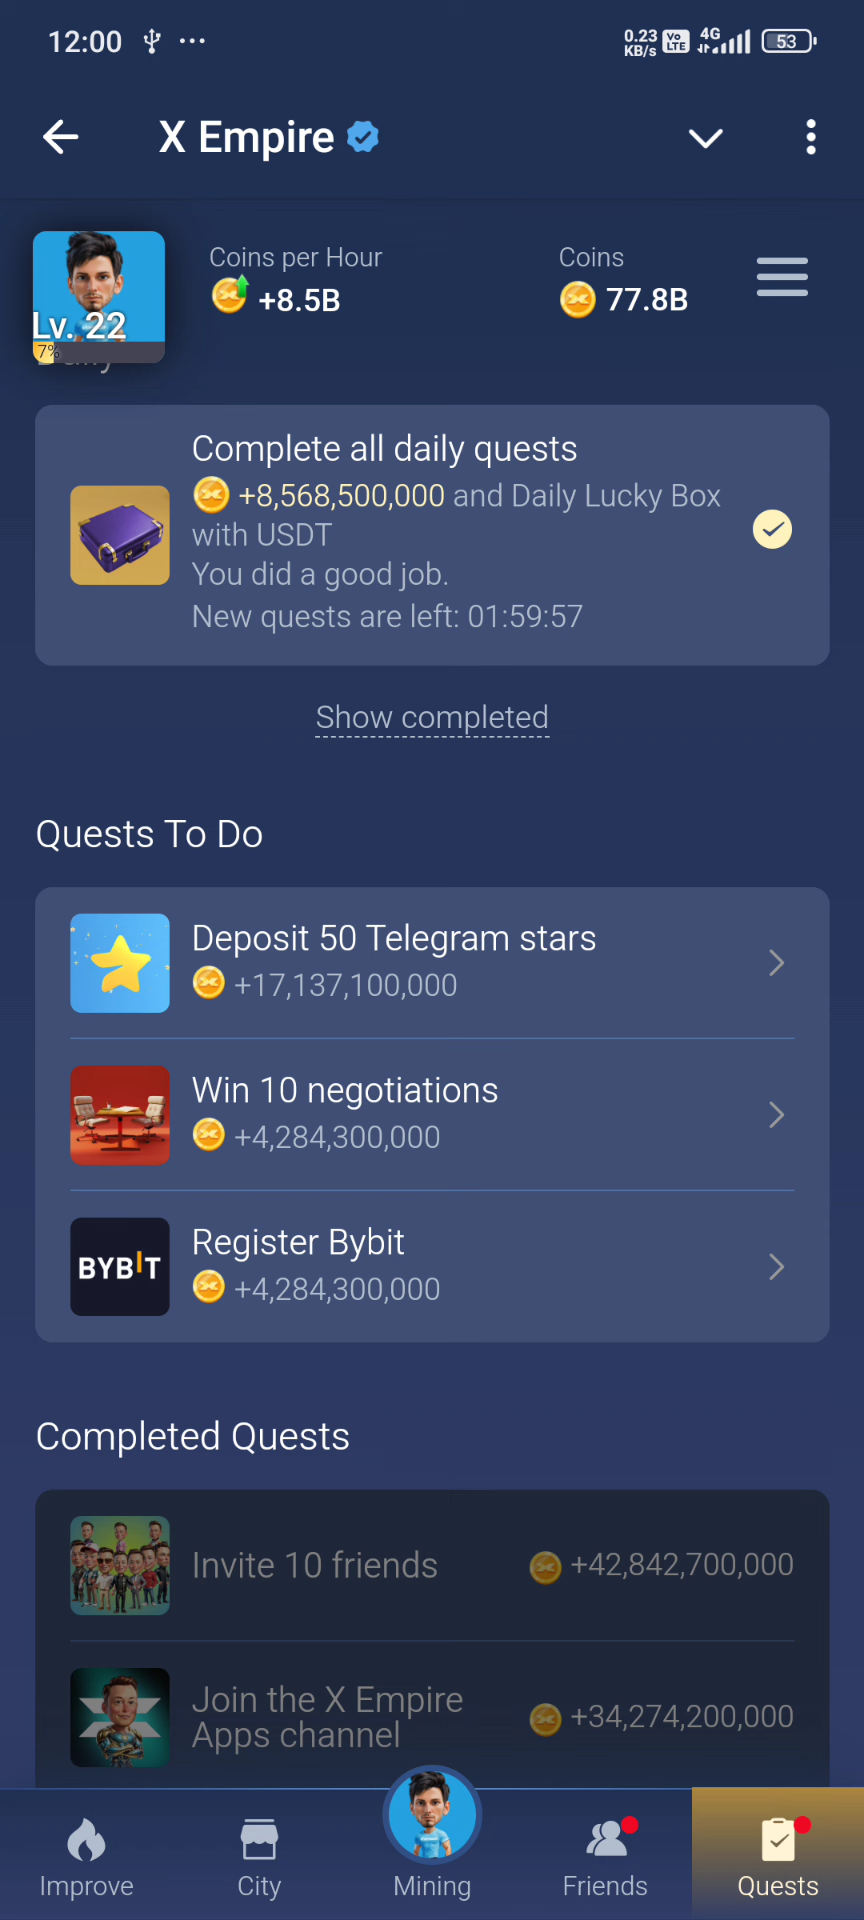 12:00
0.23 KB/s
Vo LTE
4G
53
X Empire
Coins per Hour
+8.5B
Coins
77.8B
Lv. 22
7%
Complete all daily quests
+8,568,500,000 and Daily Lucky Box
with USDT
You did a good job.
New quests are left: 01:59:57
Show completed
Quests To Do
Deposit 50 Telegram stars
+17,137,100,000
Win 10 negotiations
+4,284,300,000
BYBIT
Register Bybit
+4,284,300,000
Completed Quests
Invite 10 friends
+42,842,700,000
Join the X Empire
Apps channel
+34,274,200,000
Improve
City
Mining
Friends
Quests